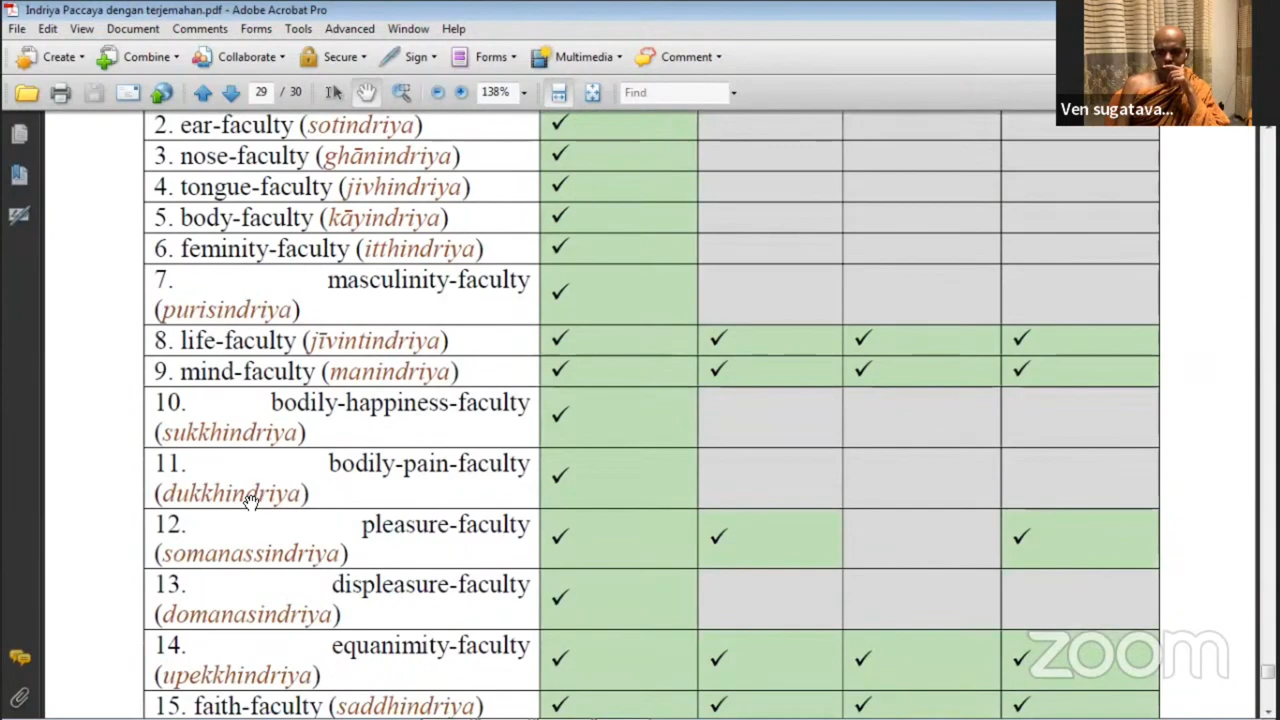 Indriya Paccaya dengan terjemahan.pdf - Adobe Acrobat Pro
File Edit View Document Comments Forms Tools Advanced Window Help
Create Combine Collaborate Secure Sign Forms Multimedia Comment
29 / 30 138% Find
Ven sugatava...
2. ear-faculty (sotindriya) ✓
3. nose-faculty (ghānindriya) ✓
4. tongue-faculty (jivhindriya) ✓
5. body-faculty (kāyindriya) ✓
6. feminity-faculty (itthindriya) ✓
7. masculinity-faculty ✓
(purisindriya)
8. life-faculty (jīvintindriya) ✓ ✓ ✓ ✓
9. mind-faculty (manindriya) ✓ ✓ ✓ ✓
10. bodily-happiness-faculty ✓
(sukkhindriya)
11. bodily-pain-faculty ✓
(dukkhindriya)
12. pleasure-faculty ✓ ✓ ✓
(somanassindriya)
13. displeasure-faculty ✓
(domanasindriya)
14. equanimity-faculty ✓ ✓ ✓ ✓
(upekkhindriya)
zoom
15. faith-faculty (saddhindriya) ✓ ✓ ✓ ✓